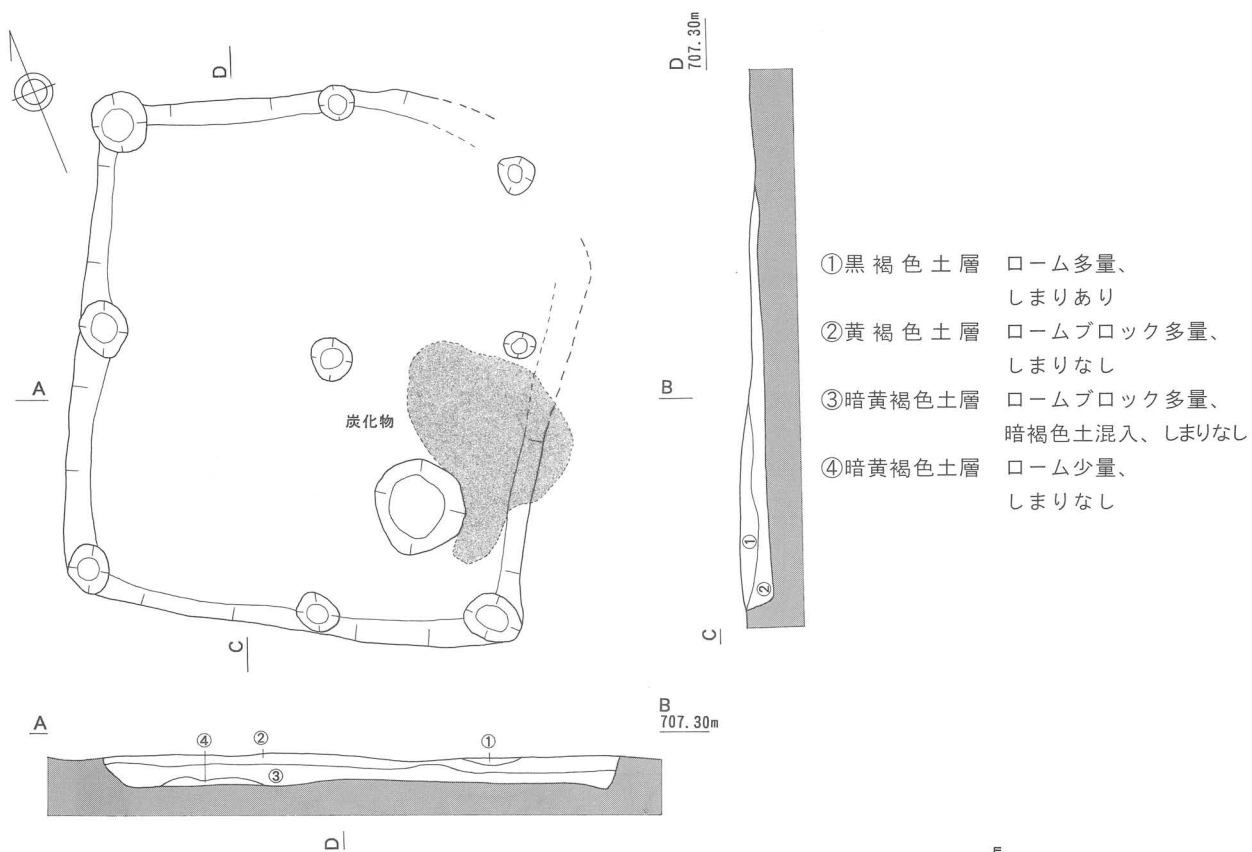 D
D
707.30m
A
B
炭化物
C
C
①
②
①黒褐色土層 ローム多量、
しまりあり
②黄褐色土層 ロームブロック多量、
しまりなし
③暗黄褐色土層 ロームブロック多量、
暗褐色土混入、しまりなし
④暗黄褐色土層 ローム少量、
しまりなし
A
B
707.30m
④ ② ①
③
D
m